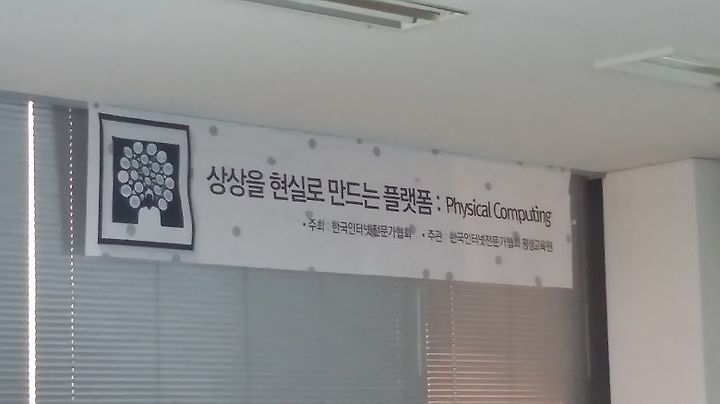 상상을 현실로 만드는 플랫폼 : Physical Computing
• 주최 : 한국인터넷전문가협회 • 주관 : 한국인터넷전문가협회 평생교육원